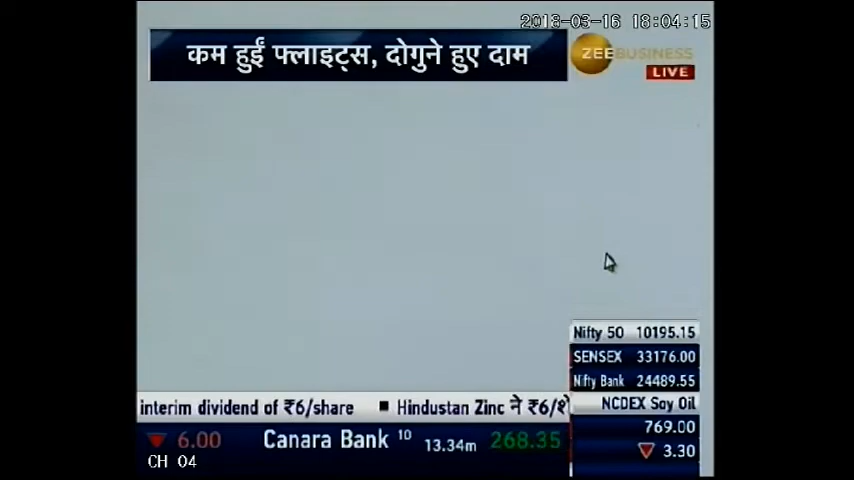 2018-03-16 18:04:15
कम हुईं फ्लाइट्स, दोगुने हुए दाम
ZEEBUSINESS
LIVE
Nifty 50 10195.15
SENSEX 33176.00
Nifty Bank 24489.55
interim dividend of ₹6/share ■ Hindustan Zinc ने ₹6/शे
NCDEX Soy Oil
769.00
▼ 6.00 Canara Bank 10 13.34m 268.35
▽ 3.30
CH 04